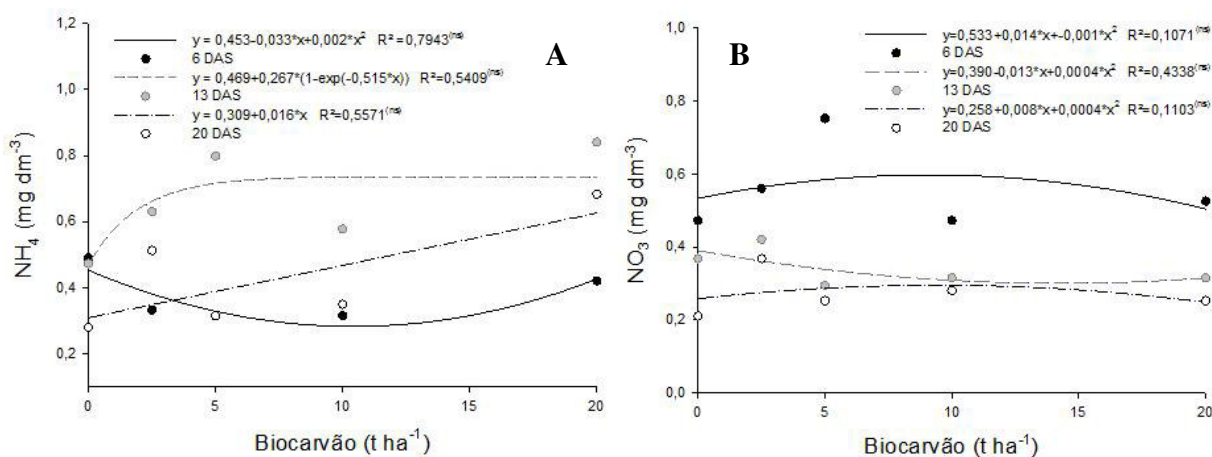 1,2
1,0
0,8
0,6
0,4
0,2
NH₄ (mg dm⁻³)
y = 0,453-0,033*x+0,002*x² R² = 0,7943⁽ⁿˢ⁾
6 DAS
y = 0,469+0,267*(1-exp(-0,515*x)) R²=0,5409⁽ⁿˢ⁾
13 DAS
y = 0,309+0,016*x R²=0,5571⁽ⁿˢ⁾
20 DAS
A
0 5 10 15 20
Biocarvão (t ha⁻¹)
1,0
0,8
0,6
0,4
0,2
0,0
NO₃ (mg dm⁻³)
B
y=0,533+0,014*x+-0,001*x² R²=0,1071⁽ⁿˢ⁾
6 DAS
y=0,390-0,013*x+0,0004*x² R²=0,4338⁽ⁿˢ⁾
13 DAS
y=0,258+0,008*x+0,0004*x² R²=0,1103⁽ⁿˢ⁾
20 DAS
0 5 10 15 20
Biocarvão (t ha⁻¹)